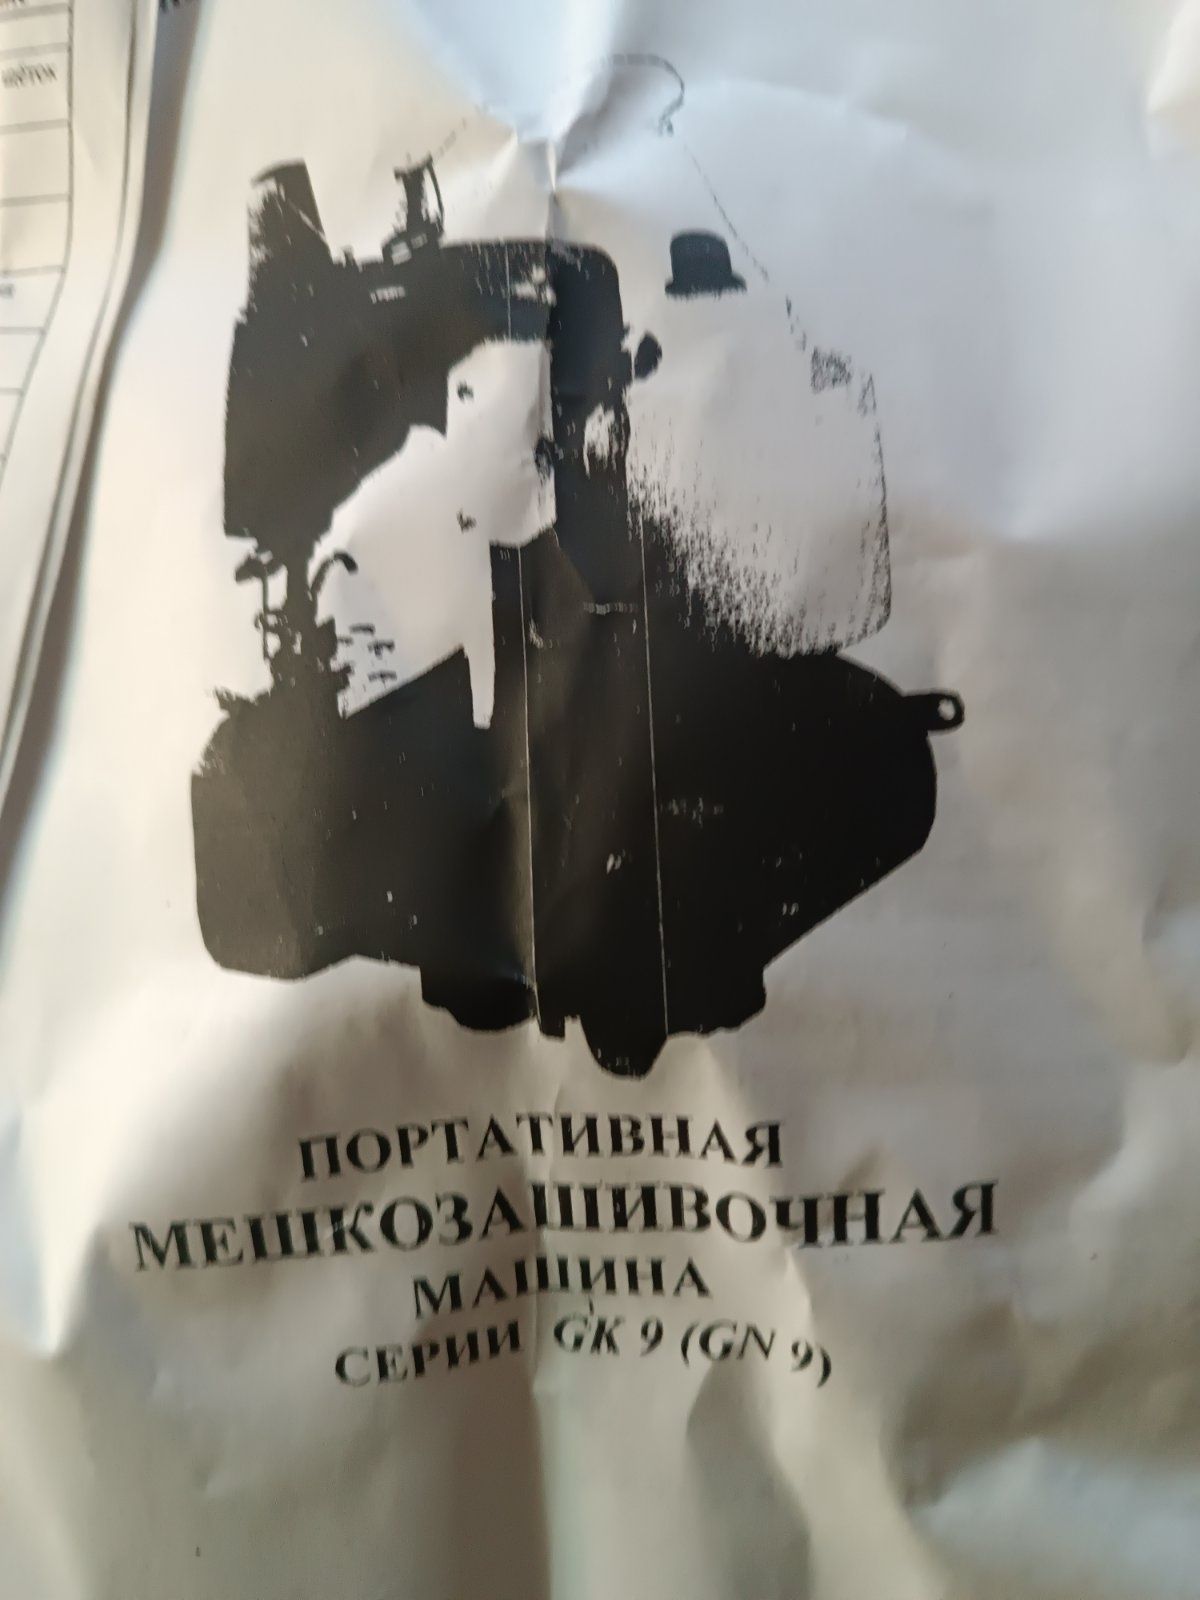 ПОРТАТИВНАЯ
МЕШКОЗАШИВОЧНАЯ
МАШИНА
СЕРИИ GK 9 (GN 9)